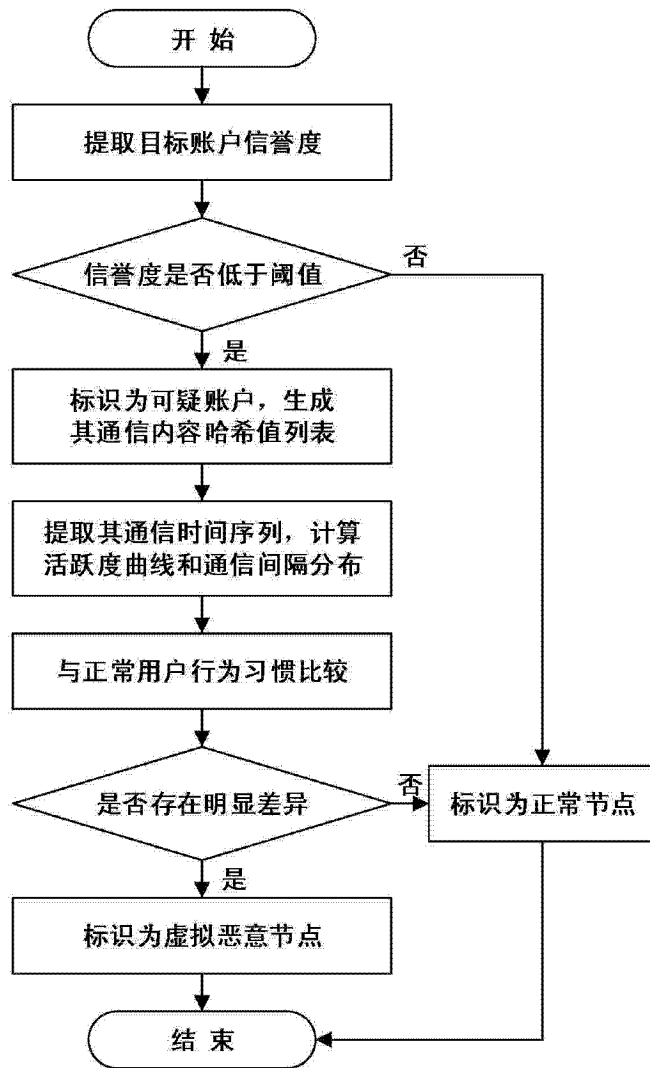 开 始
提取目标账户信誉度
信誉度是否低于阈值
否
是
标识为可疑账户，生成
其通信内容哈希值列表
提取其通信时间序列，计算
活跃度曲线和通信间隔分布
与正常用户行为习惯比较
是否存在明显差异
否
标识为正常节点
是
标识为虚拟恶意节点
结 束